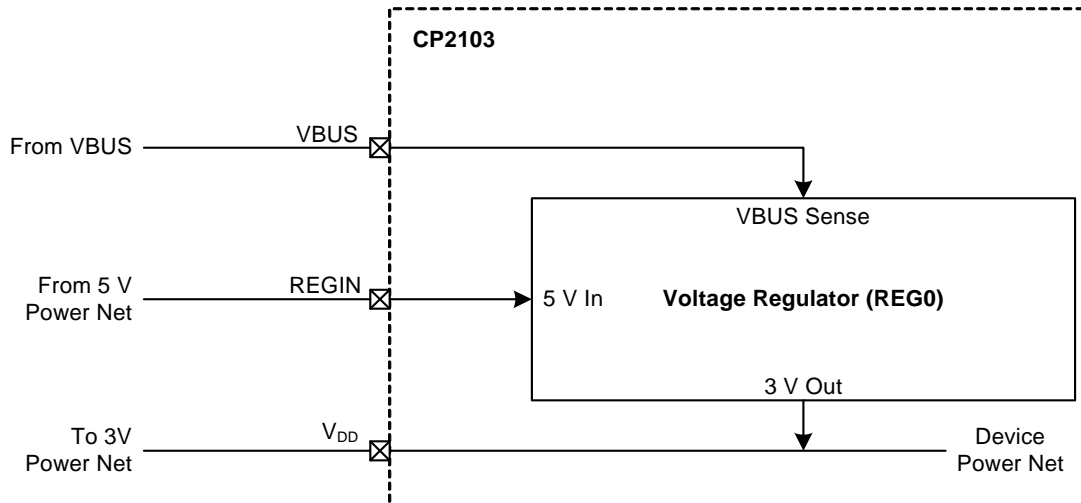 CP2103
VBUS
From VBUS
VBUS Sense
From 5 V
Power Net
REGIN
5 V In
Voltage Regulator (REG0)
3 V Out
To 3V
Power Net
VDD
Device
Power Net